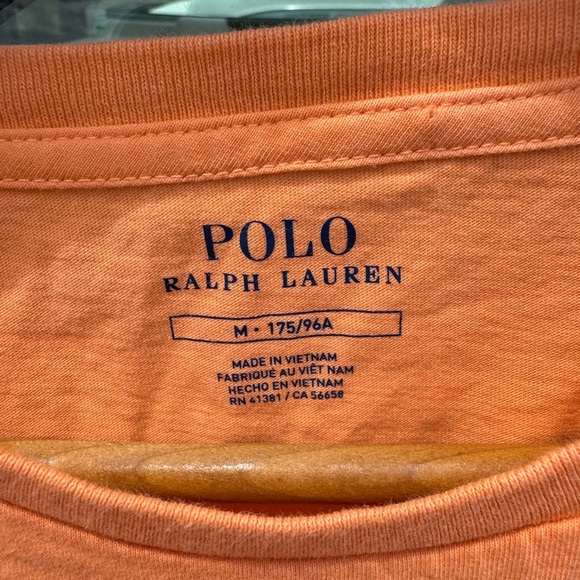 POLO
RALPH LAUREN
M • 175/96A
MADE IN VIETNAM
FABRIQUÉ AU VIÊT NAM
HECHO EN VIETNAM
RN 41381 / CA 56658